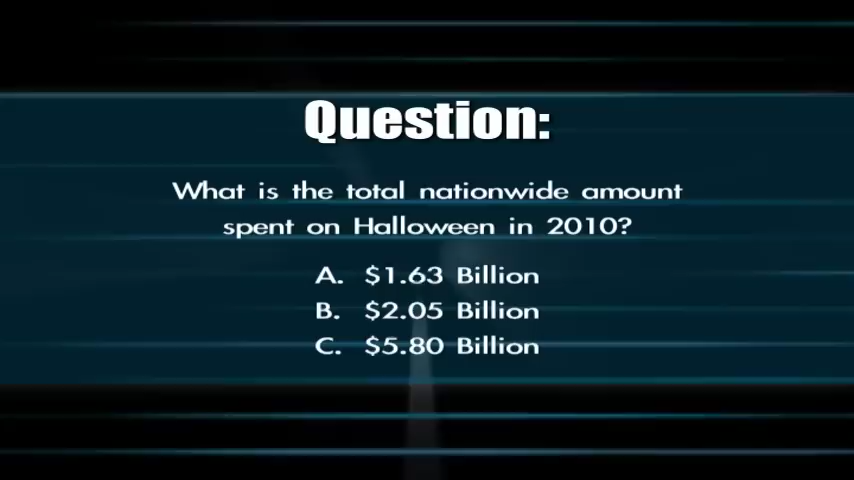 Question:
What is the total nationwide amount
spent on Halloween in 2010?
A. $1.63 Billion
B. $2.05 Billion
C. $5.80 Billion